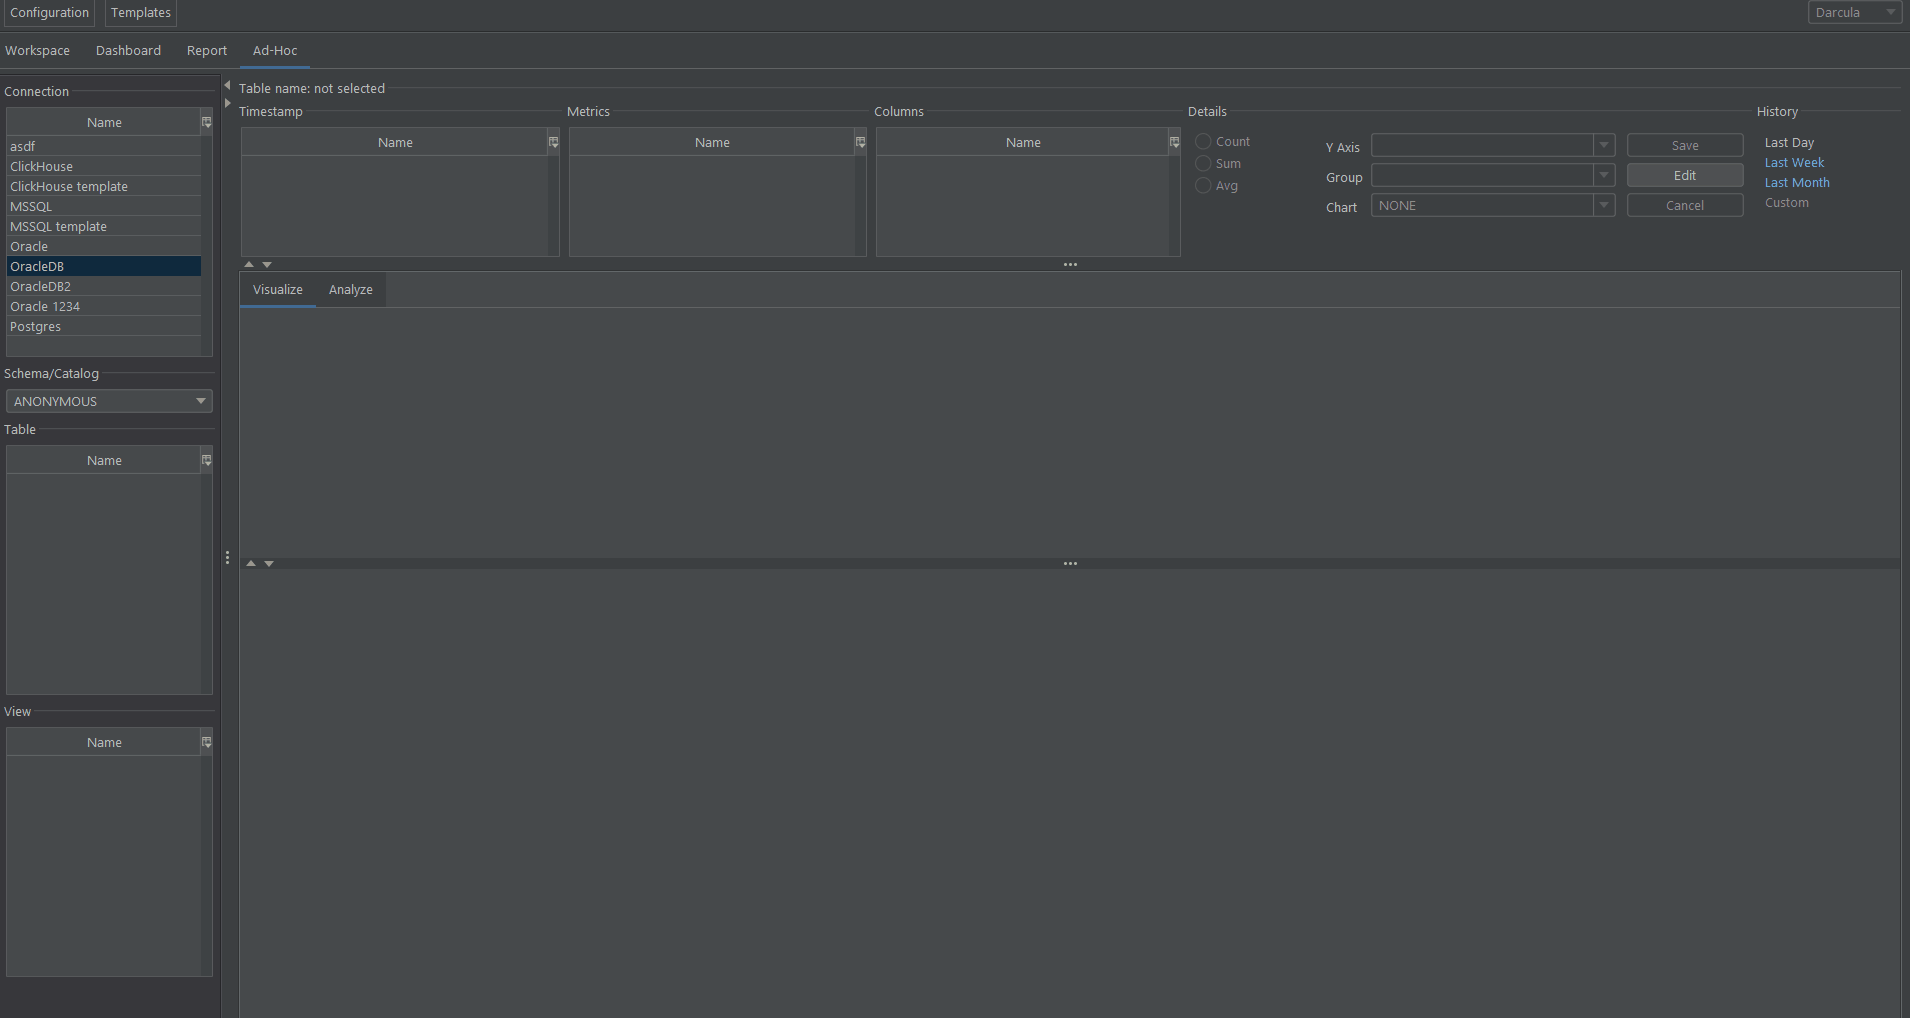 Configuration
Templates
Darcula
Workspace
Dashboard
Report
Ad-Hoc
Connection
Name
asdf
ClickHouse
ClickHouse template
MSSQL
MSSQL template
Oracle
OracleDB
OracleDB2
Oracle 1234
Postgres
Schema/Catalog
ANONYMOUS
Table
Name
View
Name
Table name: not selected
Timestamp
Name
Metrics
Name
Columns
Name
Details
Count
Sum
Avg
Y Axis
Group
Chart
NONE
Save
Edit
Cancel
History
Last Day
Last Week
Last Month
Custom
Visualize
Analyze